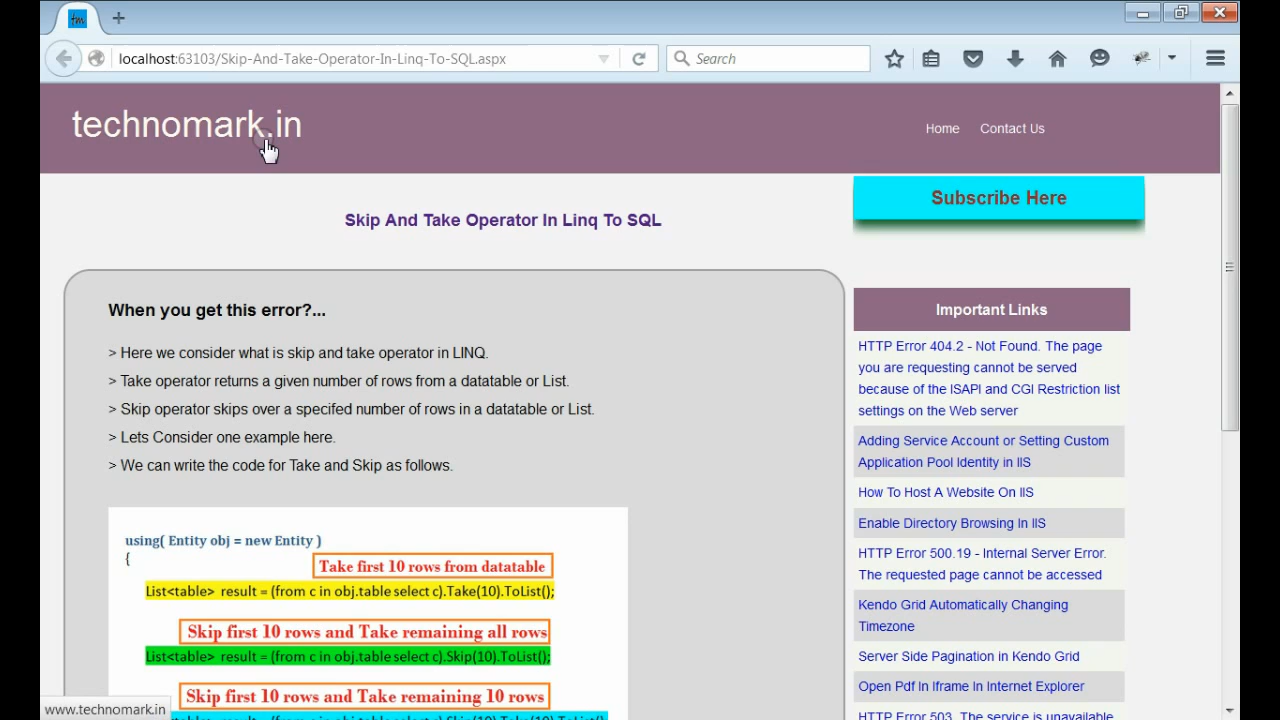 tm
localhost:63103/Skip-And-Take-Operator-In-Linq-To-SQL.aspx
Search
technomark.in
Home
Contact Us
Subscribe Here
Skip And Take Operator In Linq To SQL
When you get this error?...
> Here we consider what is skip and take operator in LINQ.
> Take operator returns a given number of rows from a datatable or List.
> Skip operator skips over a specifed number of rows in a datatable or List.
> Lets Consider one example here.
> We can write the code for Take and Skip as follows.
using( Entity obj = new Entity )
{
Take first 10 rows from datatable
List<table> result = (from c in obj.table select c).Take(10).ToList();
Skip first 10 rows and Take remaining all rows
List<table> result = (from c in obj.table select c).Skip(10).ToList();
Skip first 10 rows and Take remaining 10 rows
Important Links
HTTP Error 404.2 - Not Found. The page
you are requesting cannot be served
because of the ISAPI and CGI Restriction list
settings on the Web server
Adding Service Account or Setting Custom
Application Pool Identity in IIS
How To Host A Website On IIS
Enable Directory Browsing In IIS
HTTP Error 500.19 - Internal Server Error.
The requested page cannot be accessed
Kendo Grid Automatically Changing
Timezone
Server Side Pagination in Kendo Grid
Open Pdf In Iframe In Internet Explorer
HTTP Error 503. The service is unavailable
www.technomark.in